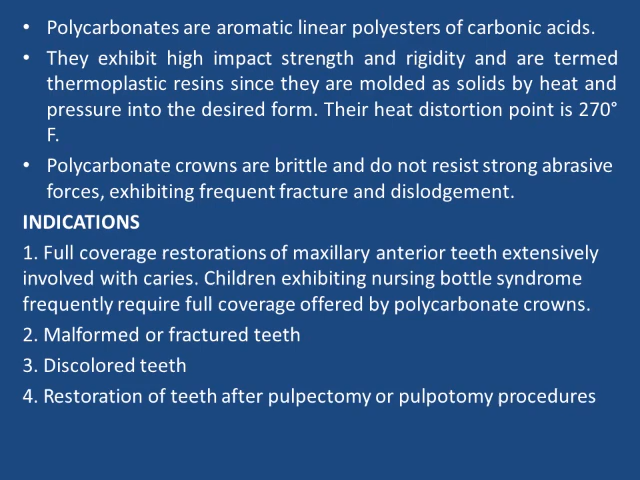 • Polycarbonates are aromatic linear polyesters of carbonic acids.
• They exhibit high impact strength and rigidity and are termed
thermoplastic resins since they are molded as solids by heat and
pressure into the desired form. Their heat distortion point is 270°
F.
• Polycarbonate crowns are brittle and do not resist strong abrasive
forces, exhibiting frequent fracture and dislodgement.
INDICATIONS
1. Full coverage restorations of maxillary anterior teeth extensively
involved with caries. Children exhibiting nursing bottle syndrome
frequently require full coverage offered by polycarbonate crowns.
2. Malformed or fractured teeth
3. Discolored teeth
4. Restoration of teeth after pulpectomy or pulpotomy procedures